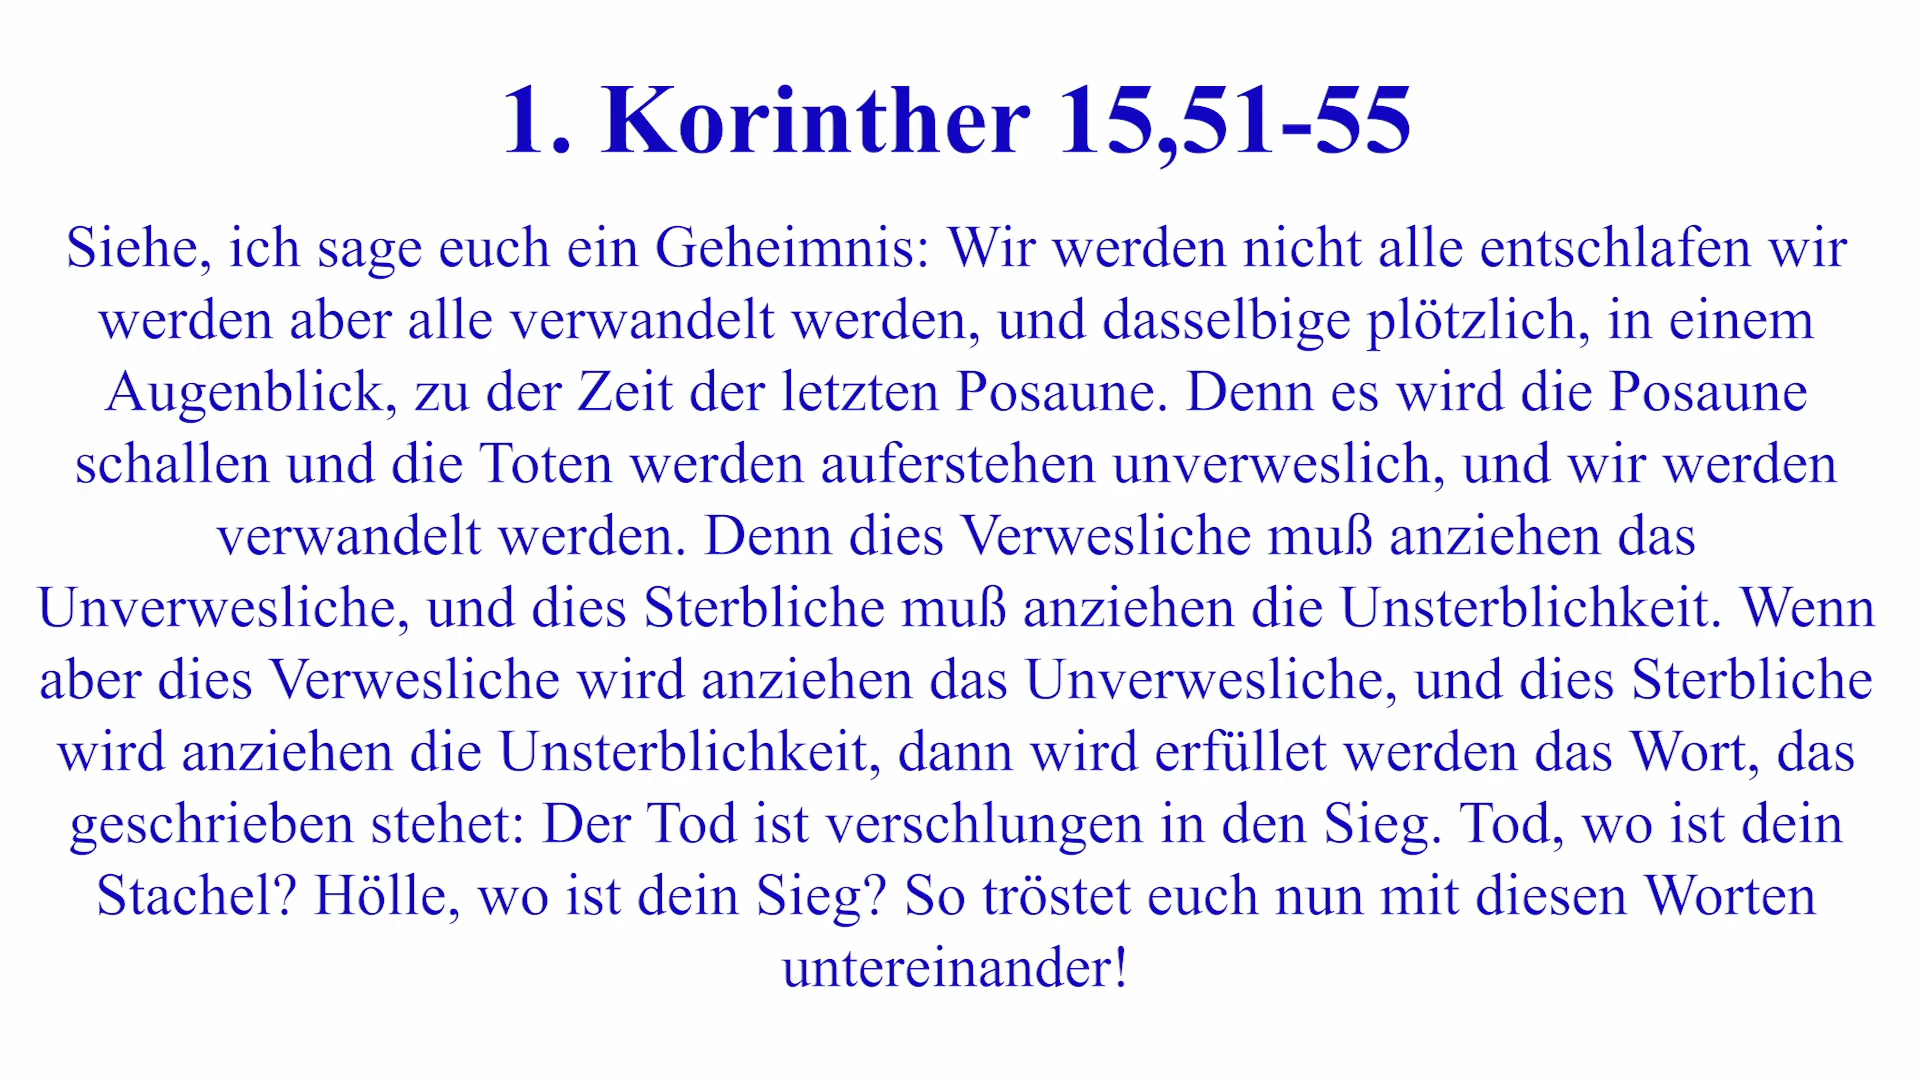 1. Korinther 15,51-55
Siehe, ich sage euch ein Geheimnis: Wir werden nicht alle entschlafen wir
werden aber alle verwandelt werden, und dasselbige plötzlich, in einem
Augenblick, zu der Zeit der letzten Posaune. Denn es wird die Posaune
schallen und die Toten werden auferstehen unverweslich, und wir werden
verwandelt werden. Denn dies Verwesliche muß anziehen das
Unverwesliche, und dies Sterbliche muß anziehen die Unsterblichkeit. Wenn
aber dies Verwesliche wird anziehen das Unverwesliche, und dies Sterbliche
wird anziehen die Unsterblichkeit, dann wird erfüllet werden das Wort, das
geschrieben stehet: Der Tod ist verschlungen in den Sieg. Tod, wo ist dein
Stachel? Hölle, wo ist dein Sieg? So tröstet euch nun mit diesen Worten
untereinander!